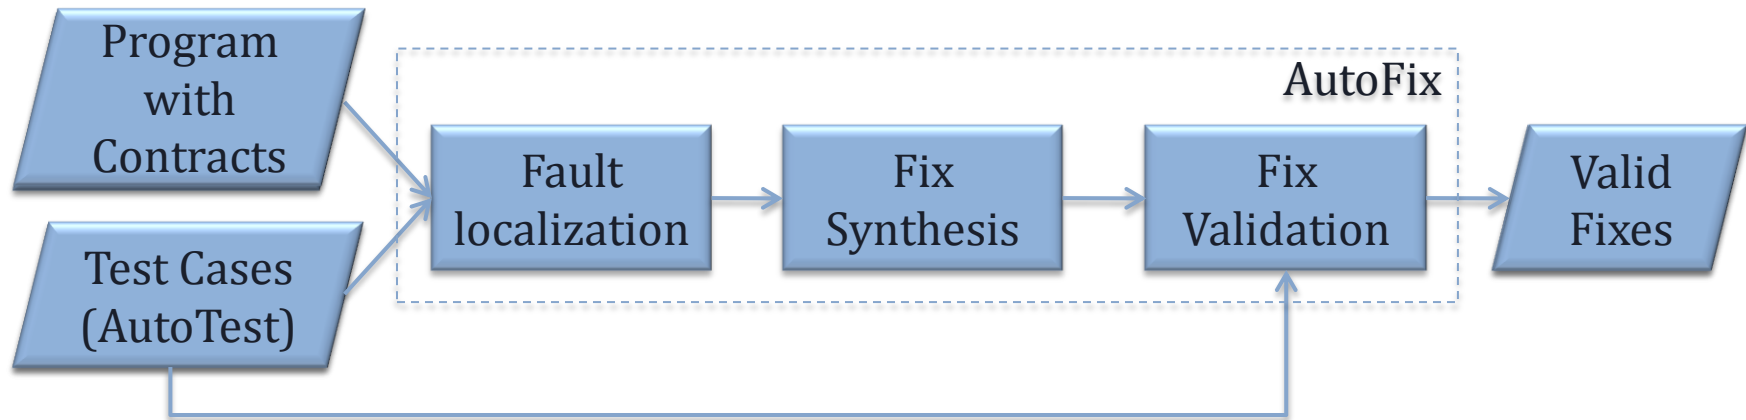 Program
with
Contracts
Test Cases
(AutoTest)
AutoFix
Fault
localization
Fix
Synthesis
Fix
Validation
Valid
Fixes